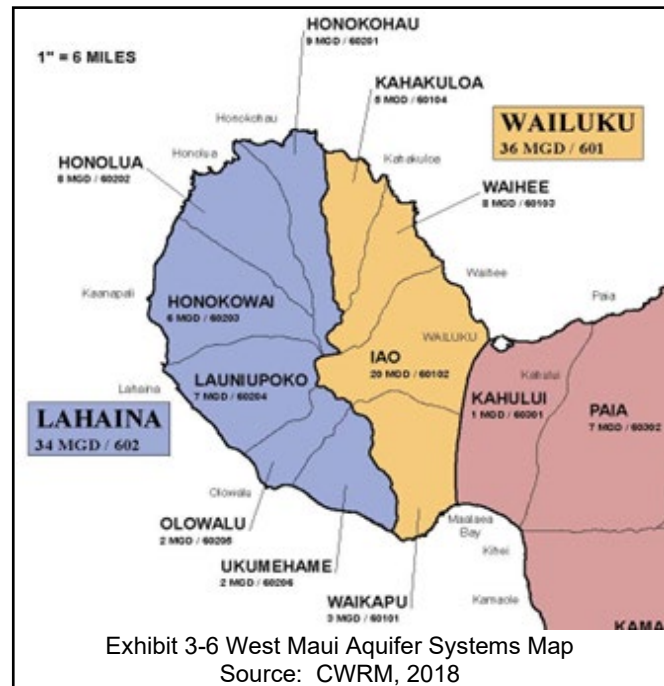 HONOKOHAU
9 MGD / 60201
1" = 6 MILES
KAHAKULOA
5 MGD / 60104
WAILUKU
36 MGD / 601
Honokohau
HONOLUA
8 MGD / 60202
Honolua
Kahakuloa
WAIHEE
8 MGD / 60103
Kaanapali
HONOKOWAI
6 MGD / 60203
Waihee
Paia
WAILUKU
IAO
20 MGD / 60102
Lahaina
LAUNIUPOKO
7 MGD / 60204
Kahului
KAHULUI
1 MGD / 60301
PAIA
7 MGD / 60302
LAHAINA
34 MGD / 602
Olowalu
OLOWALU
2 MGD / 60205
Maalaea
Bay
Kihei
UKUMEHAME
2 MGD / 60206
WAIKAPU
3 MGD / 60101
Kamaole
KAMA
Exhibit 3-6 West Maui Aquifer Systems Map
Source: CWRM, 2018